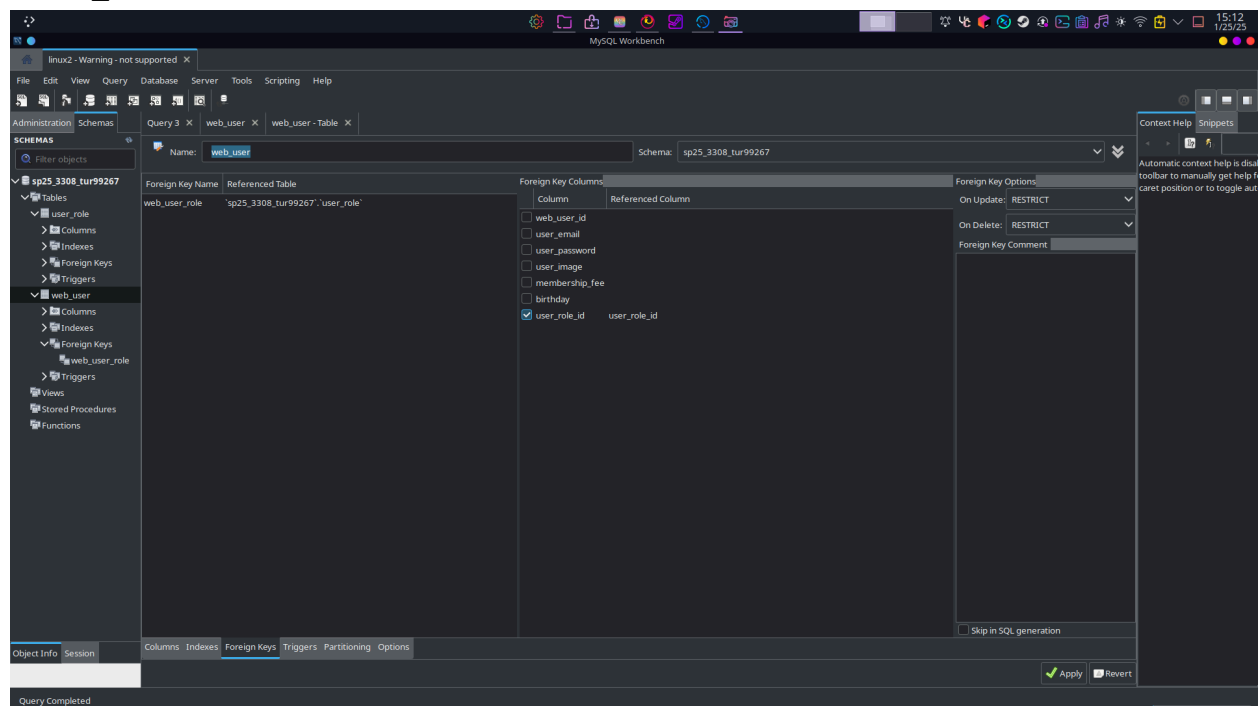 15:12
1/25/25
MySQL Workbench
linux2 - Warning - not supported
File Edit View Query Database Server Tools Scripting Help
Administration Schemas
Query 3 web_user web_user - Table
Context Help Snippets
SCHEMAS
Filter objects
sp25_3308_tur99267
Tables
user_role
Columns
Indexes
Foreign Keys
Triggers
web_user
Columns
Indexes
Foreign Keys
web_user_role
Triggers
Views
Stored Procedures
Functions
Name: web_user Schema: sp25_3308_tur99267
Foreign Key Name Referenced Table
web_user_role `sp25_3308_tur99267`.`user_role`
Foreign Key Columns
Column Referenced Column
web_user_id
user_email
user_password
user_image
membership_fee
birthday
user_role_id user_role_id
Foreign Key Options
On Update: RESTRICT
On Delete: RESTRICT
Foreign Key Comment
Skip in SQL generation
Automatic context help is
toolbar to manually get help
caret position or to toggle
Columns Indexes Foreign Keys Triggers Partitioning Options
Object Info Session
Apply Revert
Query Completed